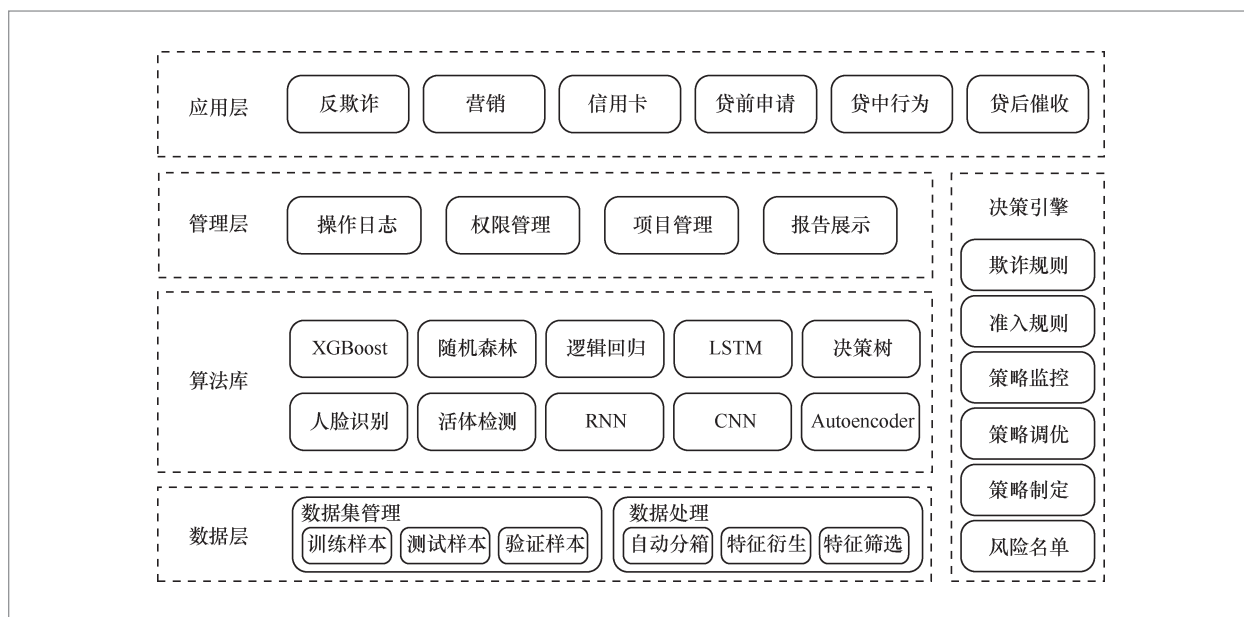 应用层 反欺诈 营销 信用卡 贷前申请 贷中行为 贷后催收
管理层 操作日志 权限管理 项目管理 报告展示
算法库
XGBoost 随机森林 逻辑回归 LSTM 决策树
人脸识别 活体检测 RNN CNN Autoencoder
数据层
数据集管理
训练样本 测试样本 验证样本
数据处理
自动分箱 特征衍生 特征筛选
决策引擎
欺诈规则
准入规则
策略监控
策略调优
策略制定
风险名单